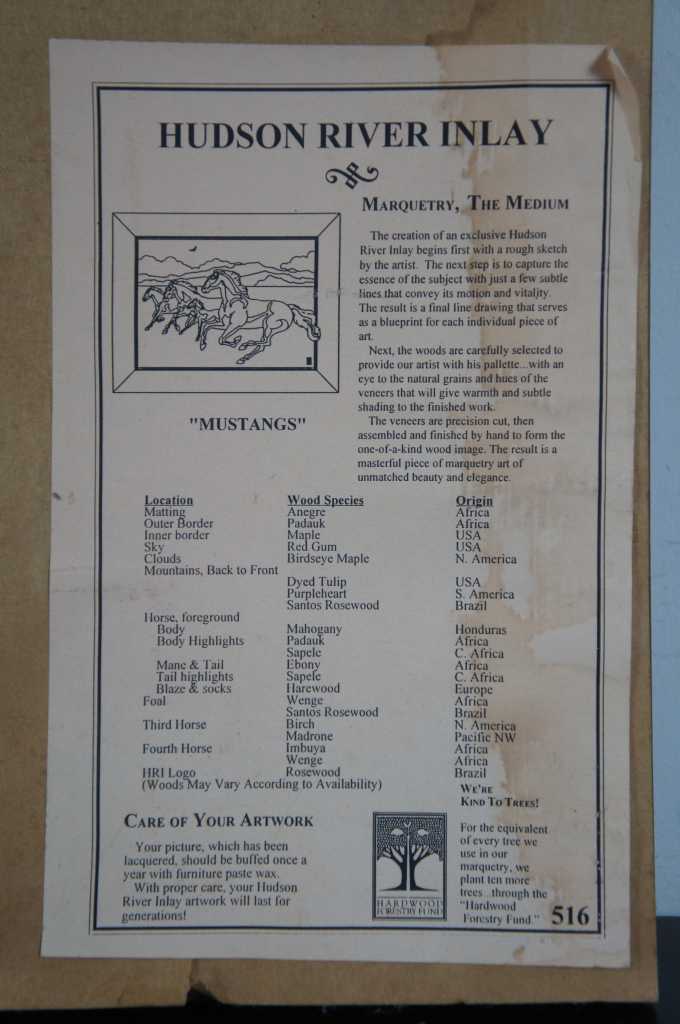 HUDSON RIVER INLAY
MARQUETRY, THE MEDIUM
The creation of an exclusive Hudson
River Inlay begins first with a rough sketch
by the artist. The next step is to capture the
essence of the subject with just a few subtle
lines that convey its motion and vitality.
The result is a final line drawing that serves
as a blueprint for each individual piece of
art.
Next, the woods are carefully selected to
provide our artist with his pallette...with an
eye to the natural grains and hues of the
veneers that will give warmth and subtle
shading to the finished work.
The veneers are precision cut, then
assembled and finished by hand to form the
one-of-a-kind wood image. The result is a
masterful piece of marquetry art of
unmatched beauty and elegance.
"MUSTANGS"
Location Wood Species Origin
Matting Anegre Africa
Outer Border Padauk Africa
Inner border Maple USA
Sky Red Gum USA
Clouds Birdseye Maple N. America
Mountains, Back to Front
Dyed Tulip USA
Purpleheart S. America
Santos Rosewood Brazil
Horse, foreground
Body Mahogany Honduras
Body Highlights Padauk Africa
Sapele C. Africa
Mane & Tail Ebony Africa
Tail highlights Sapele C. Africa
Blaze & socks Harewood Europe
Foal Wenge Africa
Santos Rosewood Brazil
Third Horse Birch N. America
Madrone Pacific NW
Fourth Horse Imbuya Africa
Wenge Africa
HRI Logo Rosewood Brazil
(Woods May Vary According to Availability)
CARE OF YOUR ARTWORK
Your picture, which has been
lacquered, should be buffed once a
year with furniture paste wax.
With proper care, your Hudson
River Inlay artwork will last for
generations!
HARDWOOD
FORESTRY FUND
WE'RE
KIND TO TREES!
For the equivalent
of every tree we
use in our
marquetry, we
plant ten more
trees...through the
"Hardwood
Forestry Fund."
516